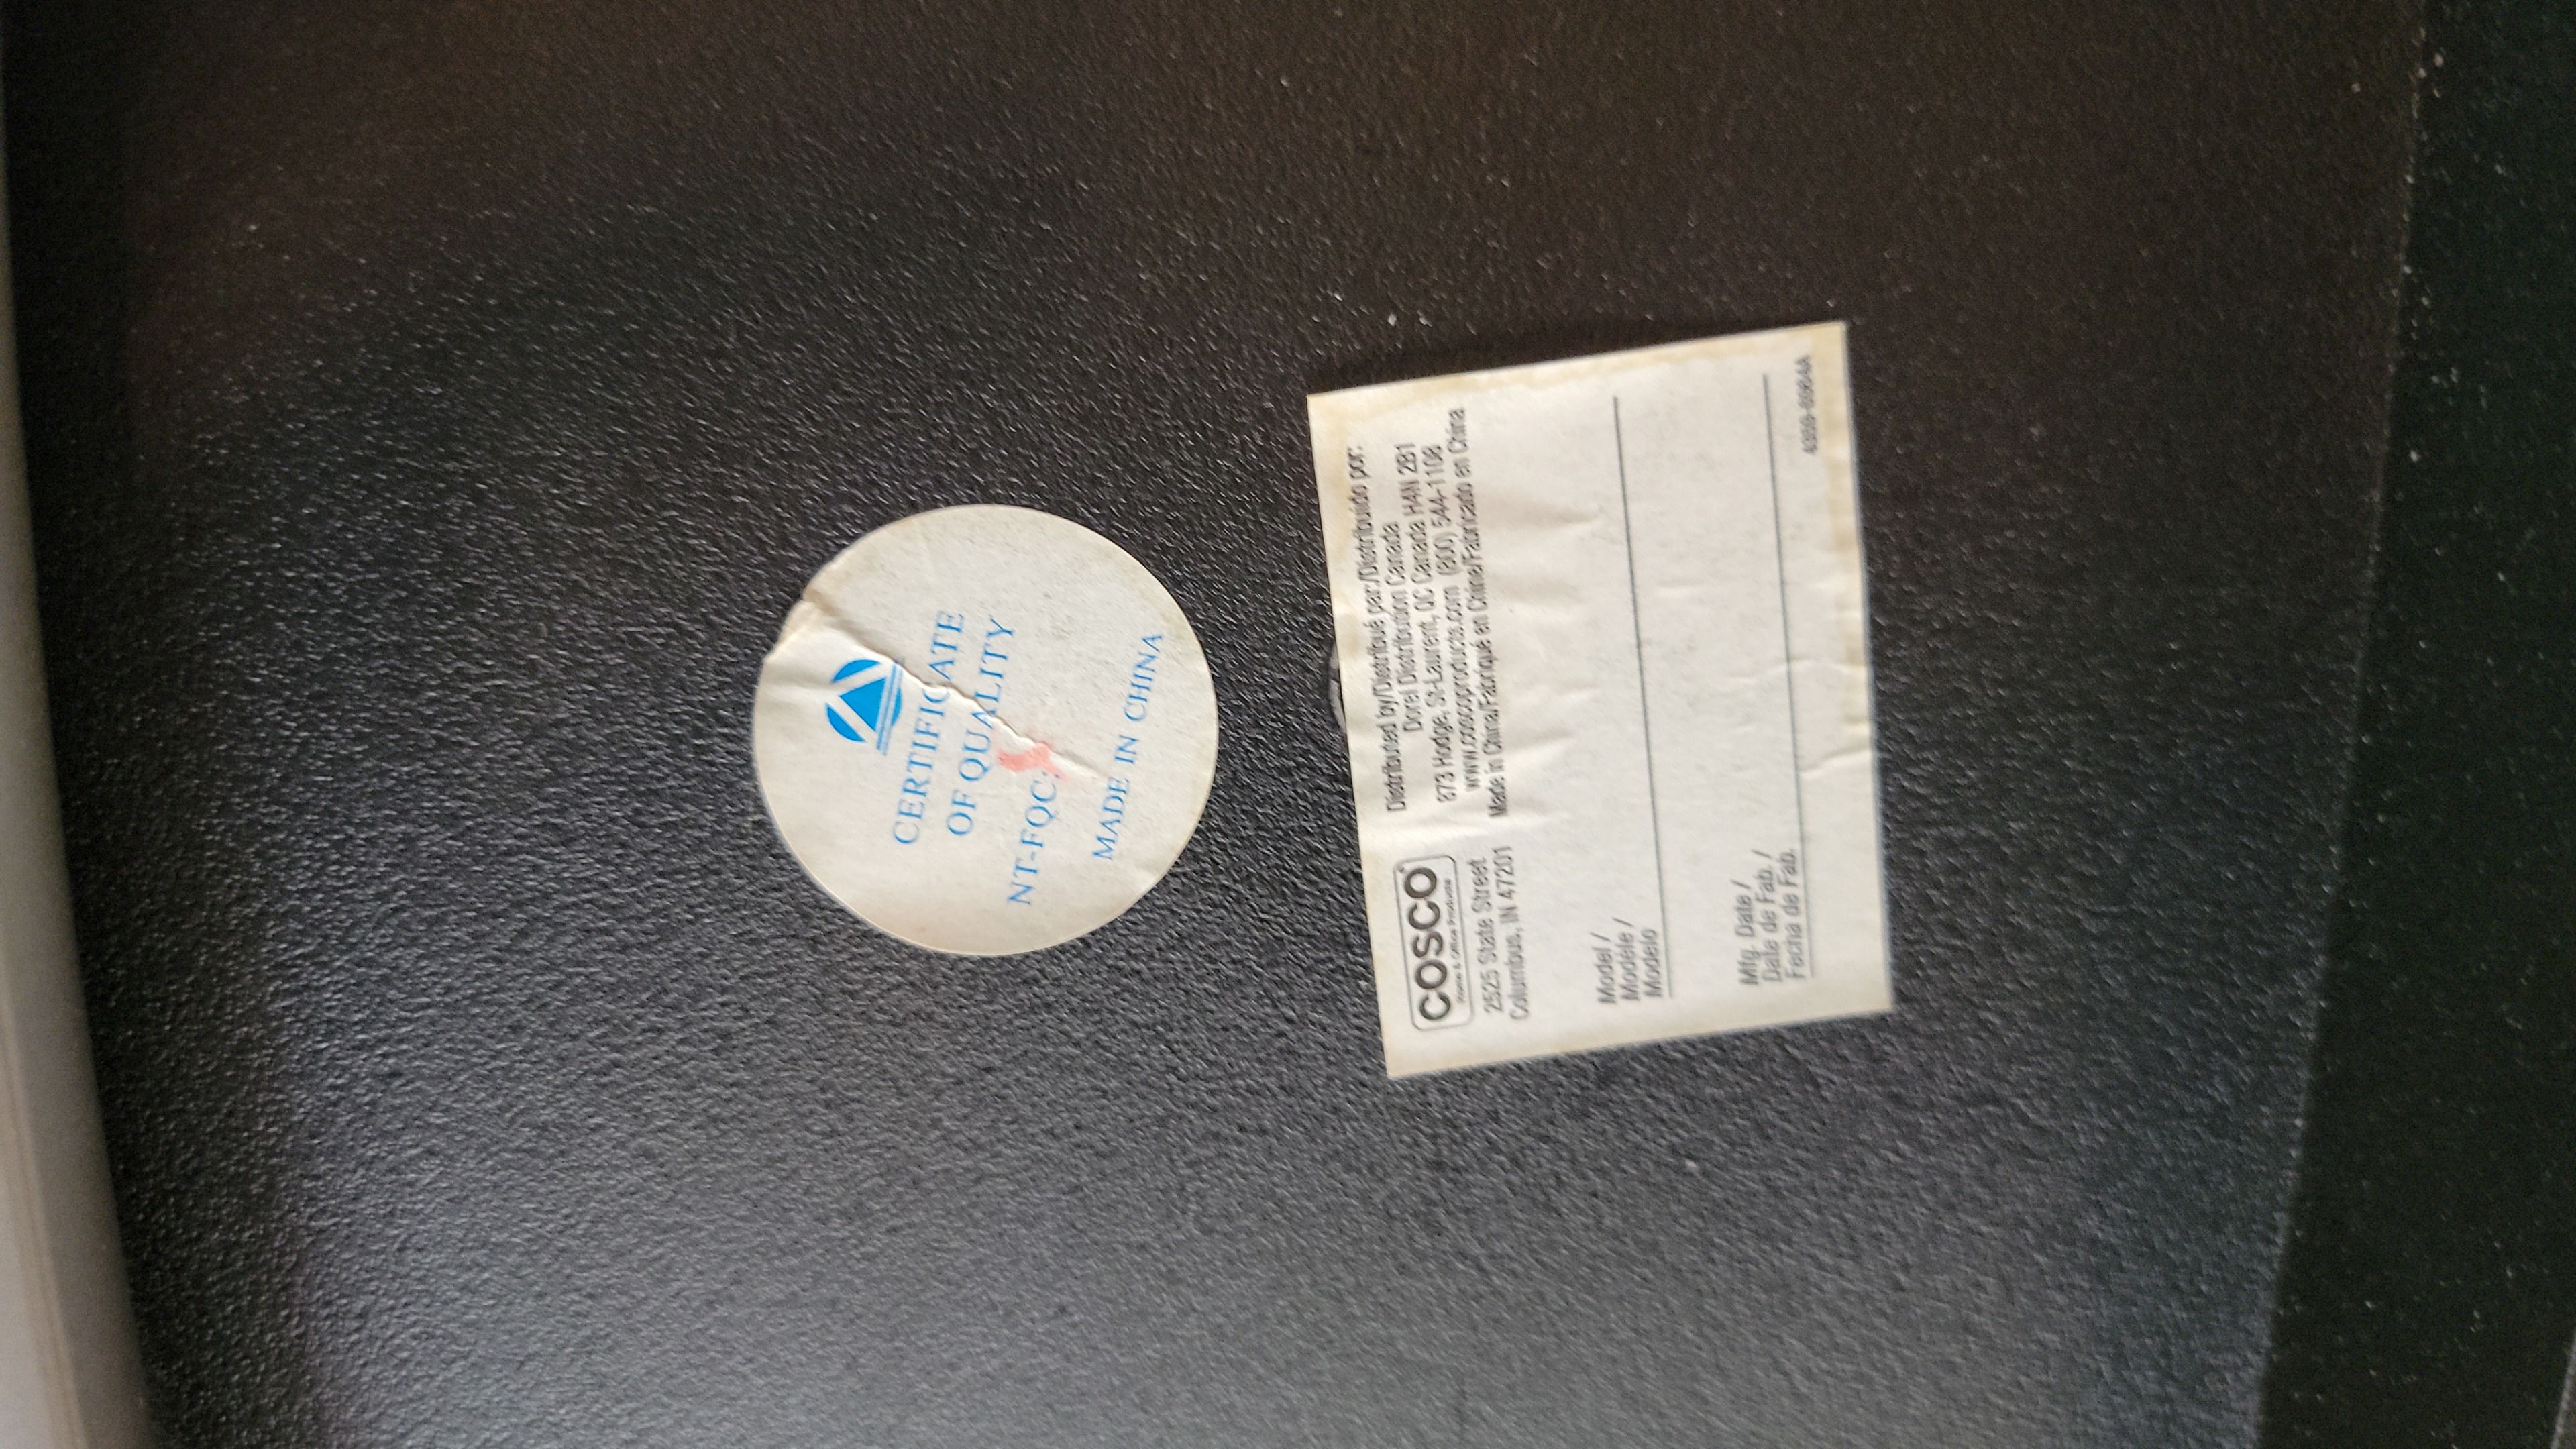 CERTIFICATE
OF QUALITY
NT-FQC:
MADE IN CHINA
COSCO
Home & Office Products
2525 State Street
Columbus, IN 47201
Distributed by/Distribué par:/Distribuido por:
Dorel Distribution Canada
873 Hodge, St-Laurent, QC Canada H4N 2B1
www.coscoproducts.com (800) 544-1108
Made in China/Fabriqué en Chine/Fabricado en China
Model /
Modèle /
Modelo
Mfg. Date /
Date de Fab. /
Fecha de Fab.